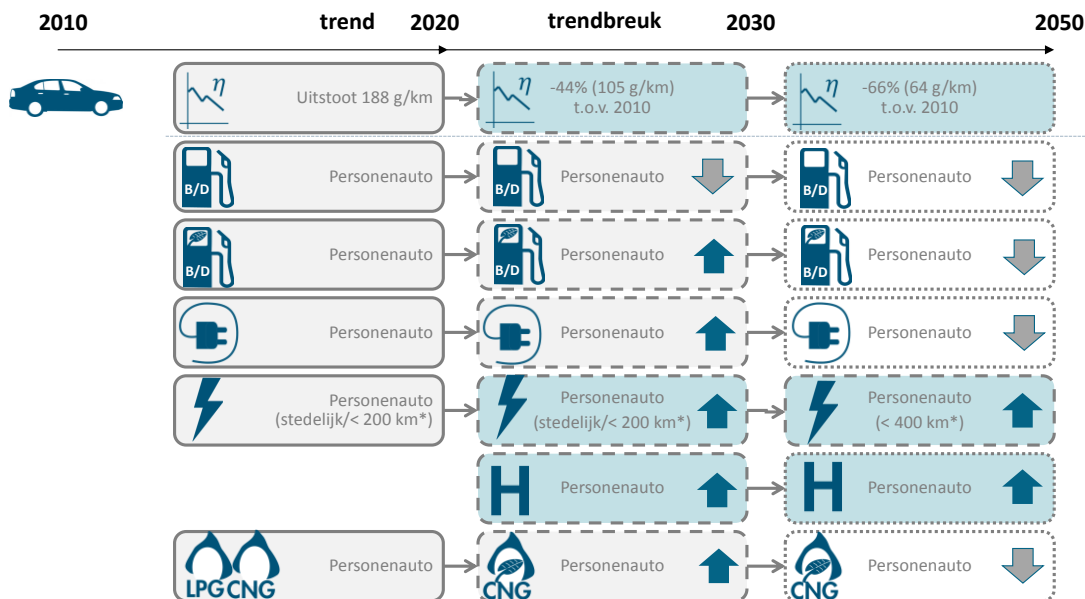 2010 trend 2020 trendbreuk 2030 2050
η Uitstoot 188 g/km η -44% (105 g/km) η -66% (64 g/km)
t.o.v. 2010 t.o.v. 2010
B/D Personenauto B/D Personenauto B/D Personenauto
B/D Personenauto B/D Personenauto B/D Personenauto
Personenauto Personenauto Personenauto
Personenauto Personenauto Personenauto
(stedelijk/< 200 km*) (stedelijk/< 200 km*) (< 400 km*)
H Personenauto H Personenauto
Personenauto Personenauto Personenauto
LPG CNG CNG CNG